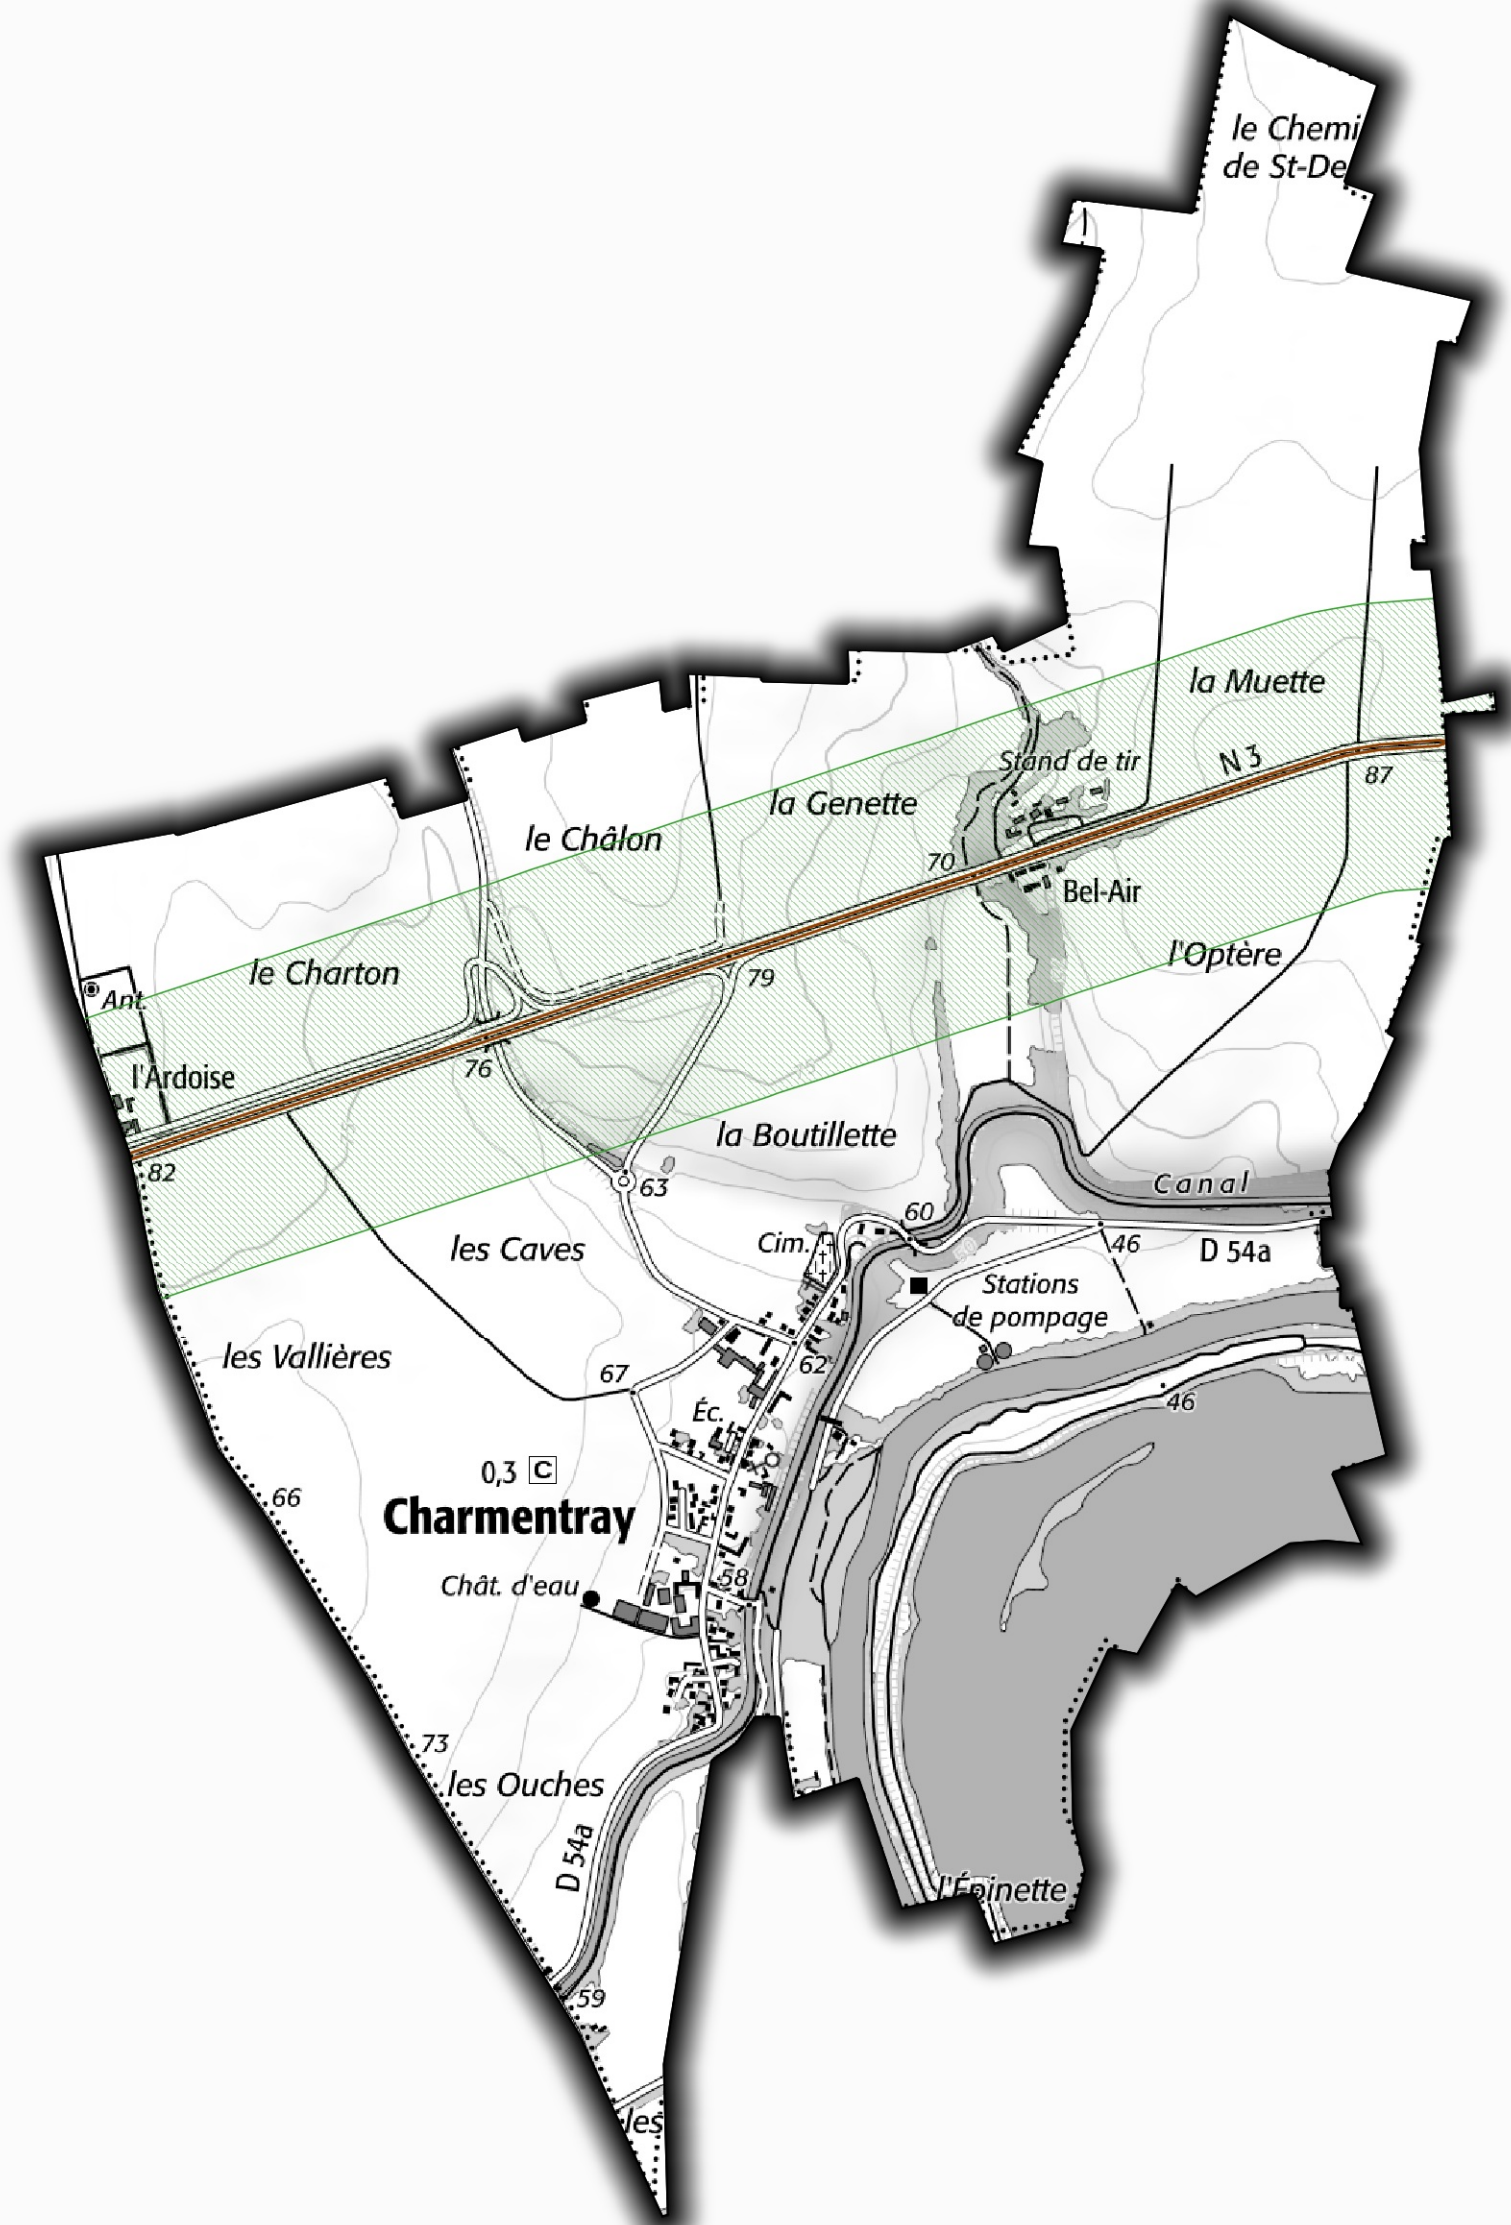 le Chemi
de St-De
la Muette
Stand de tir
N 3
87
la Genette
le Châlon
70
Bel-Air
l'Optère
le Charton
79
Ant.
76
l'Ardoise
la Boutillette
82
63
Canal
60
Cim.
46
D 54a
les Caves
50
Stations
de pompage
les Vallières
62
67
46
Éc.
0,3 C
66
Charmentray
58
Chât. d'eau
73
les Ouches
D 54a
l'Épinette
59
les